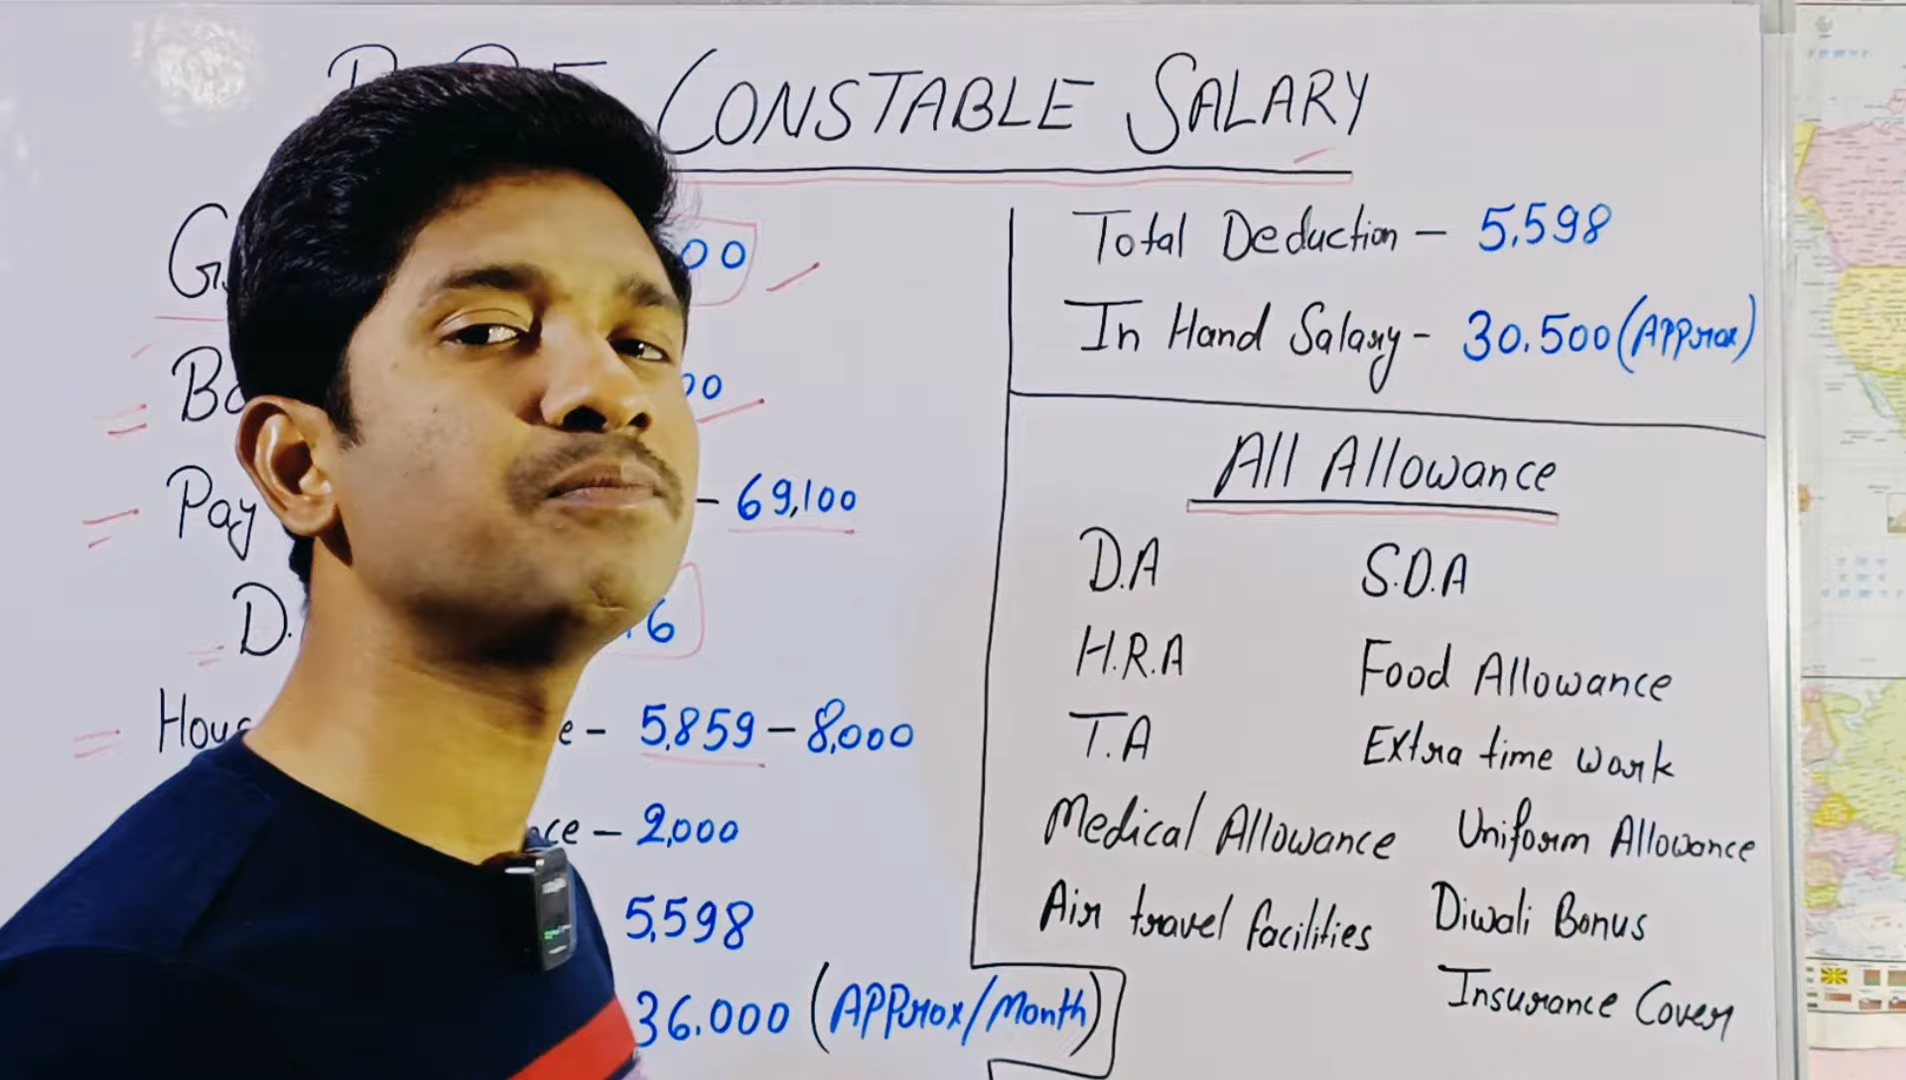 CONSTABLE SALARY
00
00
Pay – 69,100
D. 16
e – 5,859 – 8,000
ce – 2,000
5,598
36.000 (APProx/Month)
Total Deduction – 5,598
In Hand Salary – 30.500 (APProx)
All Allowance
D.A
S.D.A
H.R.A
Food Allowance
T.A
Extra time work
Medical Allowance
Uniform Allowance
Air travel facilities
Diwali Bonus
Insurance Cover